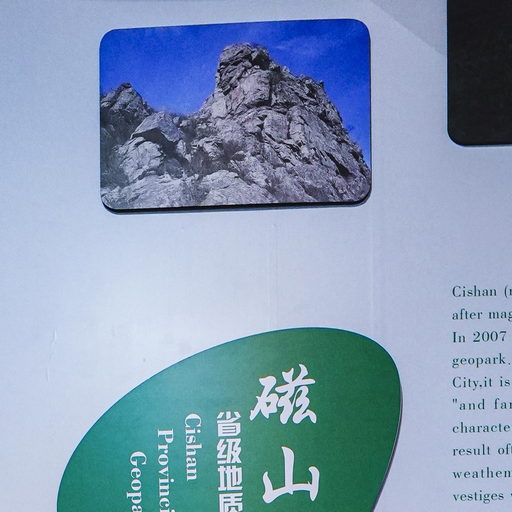 磁山
省级地质
Cishan
Provinci
Geopa
Cishan (
after mag
In 2007
geopark.
City,it is
"and fan
characte
result of
weathen
vestiges